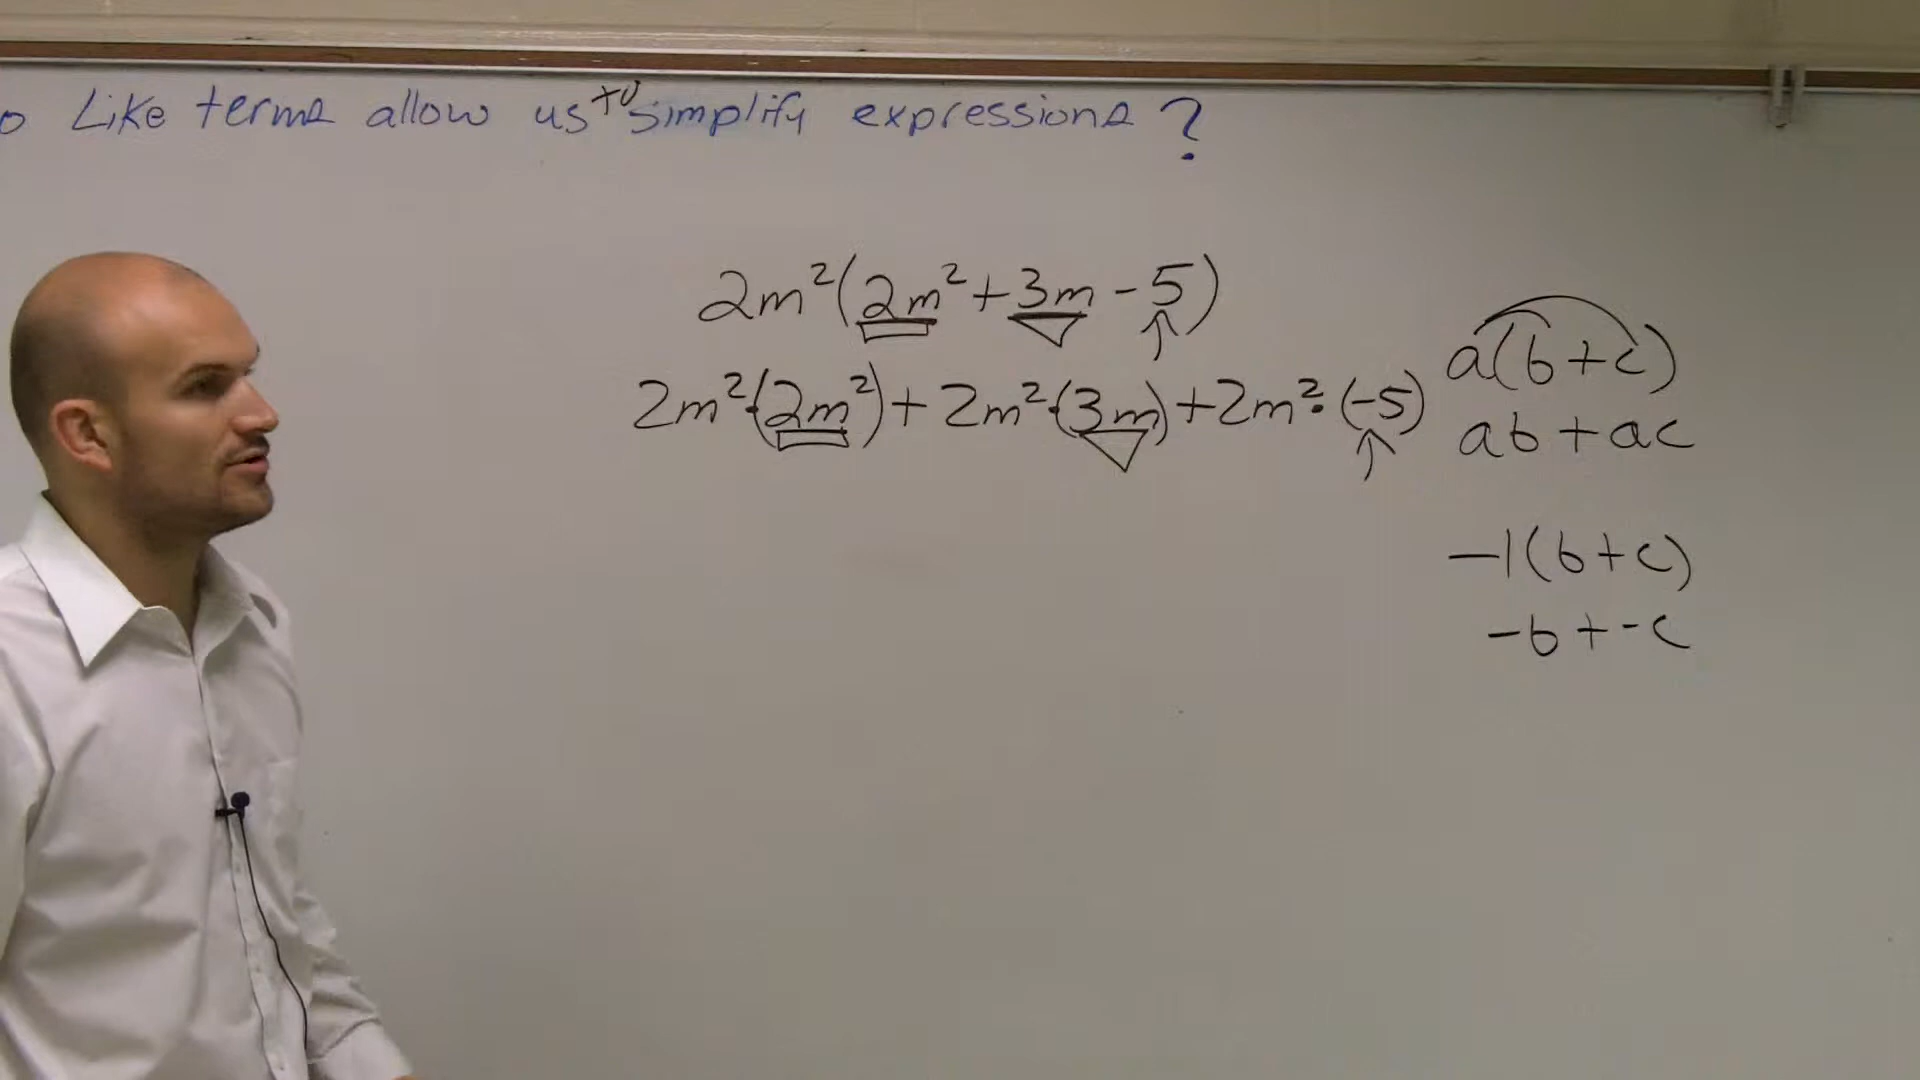 o Like terms allow us to simplify expressions ?
2m²(2m² + 3m - 5)
2m²·(2m²) + 2m²·(3m) + 2m²·(-5)
a(b + c)
ab + ac
-1(b + c)
-b + -c